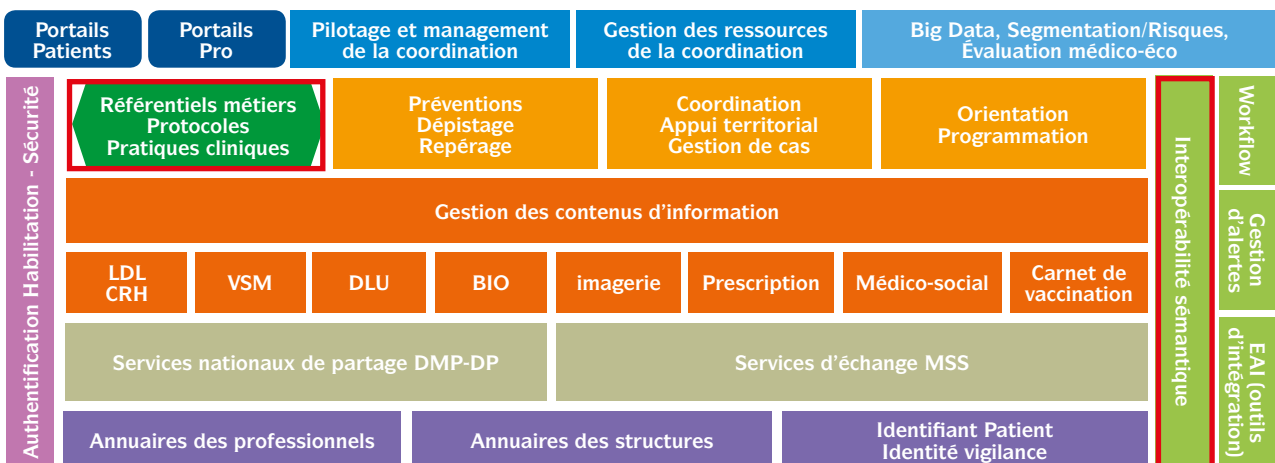 Portails
Patients
Portails
Pro
Pilotage et management
de la coordination
Gestion des ressources
de la coordination
Big Data, Segmentation/Risques,
Évaluation médico-éco
Authentification Habilitation - Sécurité
Référentiels métiers
Protocoles
Pratiques cliniques
Préventions
Dépistage
Repérage
Coordination
Appui territorial
Gestion de cas
Orientation
Programmation
Interopérabilité sémantique
Workflow
Gestion des contenus d'information
Gestion
d'alertes
LDL
CRH
VSM
DLU
BIO
imagerie
Prescription
Médico-social
Carnet de
vaccination
Services nationaux de partage DMP-DP
Services d'échange MSS
EAI (outils
d'intégration)
Annuaires des professionnels
Annuaires des structures
Identifiant Patient
Identité vigilance